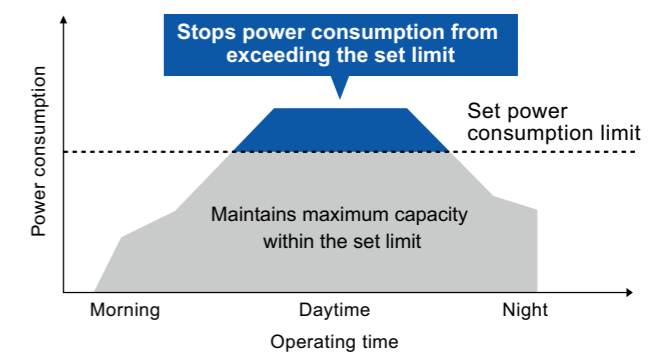 Stops power consumption from
exceeding the set limit
Set power
consumption limit
Power consumption
Maintains maximum capacity
within the set limit
Morning
Daytime
Night
Operating time